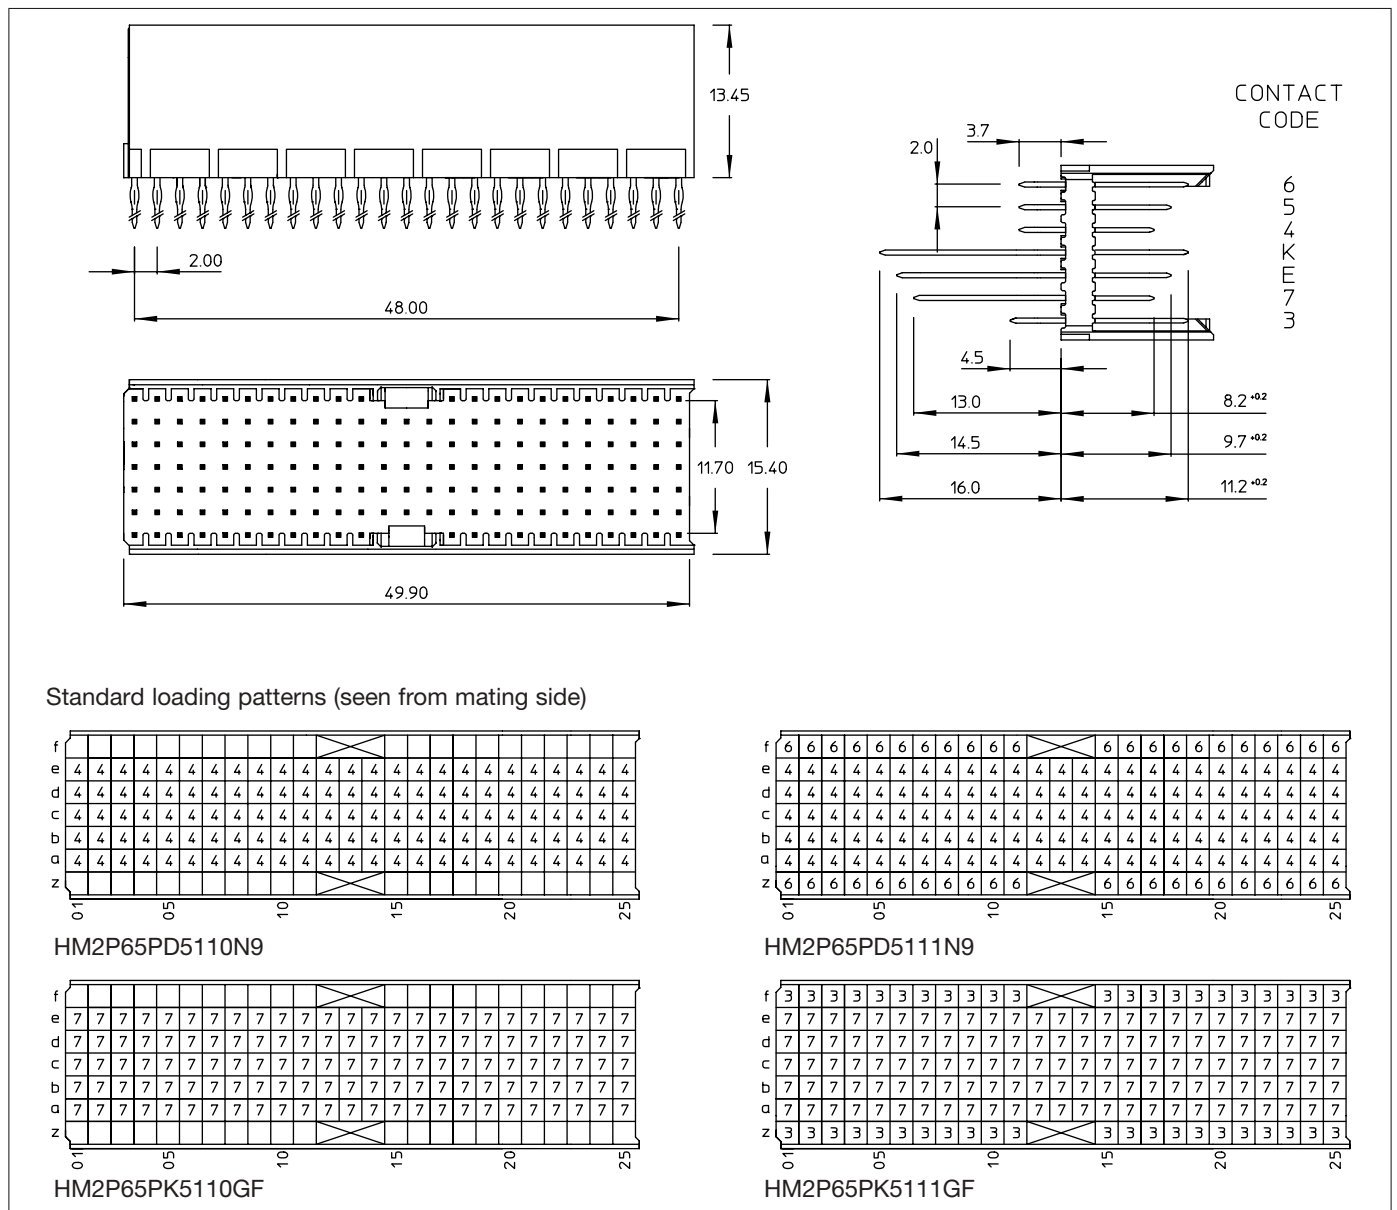 13.45
2.00
48.00
11.70 15.40
49.90
CONTACT
CODE
3.7
2.0
6
5
4
K
E
7
3
4.5
13.0 8.2 +0.2
14.5 9.7 +0.2
16.0 11.2 +0.2
Standard loading patterns (seen from mating side)
f
e 4 4 4 4 4 4 4 4 4 4 4 4 4 4 4 4 4 4 4 4 4 4 4 4 4
d 4 4 4 4 4 4 4 4 4 4 4 4 4 4 4 4 4 4 4 4 4 4 4 4 4
c 4 4 4 4 4 4 4 4 4 4 4 4 4 4 4 4 4 4 4 4 4 4 4 4 4
b 4 4 4 4 4 4 4 4 4 4 4 4 4 4 4 4 4 4 4 4 4 4 4 4 4
a 4 4 4 4 4 4 4 4 4 4 4 4 4 4 4 4 4 4 4 4 4 4 4 4 4
z
01 05 10 15 20 25
HM2P65PD5110N9
f 6 6 6 6 6 6 6 6 6 6 6 6 6 6 6 6 6 6 6 6 6 6
e 4 4 4 4 4 4 4 4 4 4 4 4 4 4 4 4 4 4 4 4 4 4 4 4 4
d 4 4 4 4 4 4 4 4 4 4 4 4 4 4 4 4 4 4 4 4 4 4 4 4 4
c 4 4 4 4 4 4 4 4 4 4 4 4 4 4 4 4 4 4 4 4 4 4 4 4 4
b 4 4 4 4 4 4 4 4 4 4 4 4 4 4 4 4 4 4 4 4 4 4 4 4 4
a 4 4 4 4 4 4 4 4 4 4 4 4 4 4 4 4 4 4 4 4 4 4 4 4 4
z 6 6 6 6 6 6 6 6 6 6 6 6 6 6 6 6 6 6 6 6 6 6
01 05 10 15 20 25
HM2P65PD5111N9
f
e 7 7 7 7 7 7 7 7 7 7 7 7 7 7 7 7 7 7 7 7 7 7 7 7 7
d 7 7 7 7 7 7 7 7 7 7 7 7 7 7 7 7 7 7 7 7 7 7 7 7 7
c 7 7 7 7 7 7 7 7 7 7 7 7 7 7 7 7 7 7 7 7 7 7 7 7 7
b 7 7 7 7 7 7 7 7 7 7 7 7 7 7 7 7 7 7 7 7 7 7 7 7 7
a 7 7 7 7 7 7 7 7 7 7 7 7 7 7 7 7 7 7 7 7 7 7 7 7 7
z
01 05 10 15 20 25
HM2P65PK5110GF
f 3 3 3 3 3 3 3 3 3 3 3 3 3 3 3 3 3 3 3 3 3 3
e 7 7 7 7 7 7 7 7 7 7 7 7 7 7 7 7 7 7 7 7 7 7 7 7 7
d 7 7 7 7 7 7 7 7 7 7 7 7 7 7 7 7 7 7 7 7 7 7 7 7 7
c 7 7 7 7 7 7 7 7 7 7 7 7 7 7 7 7 7 7 7 7 7 7 7 7 7
b 7 7 7 7 7 7 7 7 7 7 7 7 7 7 7 7 7 7 7 7 7 7 7 7 7
a 7 7 7 7 7 7 7 7 7 7 7 7 7 7 7 7 7 7 7 7 7 7 7 7 7
z 3 3 3 3 3 3 3 3 3 3 3 3 3 3 3 3 3 3 3 3 3 3
01 05 10 15 20 25
HM2P65PK5111GF